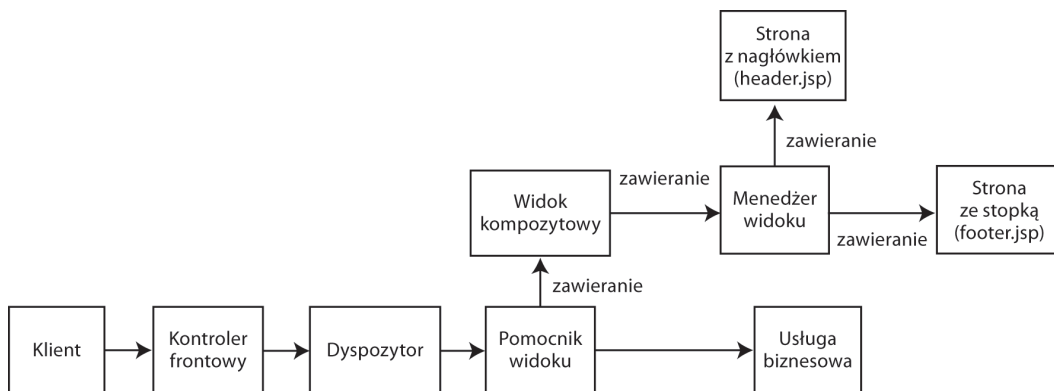 Strona
z nagłówkiem
(header.jsp)
zawieranie
zawieranie
Widok
kompozytowy
Menedżer
widoku
Strona
ze stopką
(footer.jsp)
zawieranie
zawieranie
Klient
Kontroler
frontowy
Dyspozytor
Pomocnik
widoku
Usługa
biznesowa